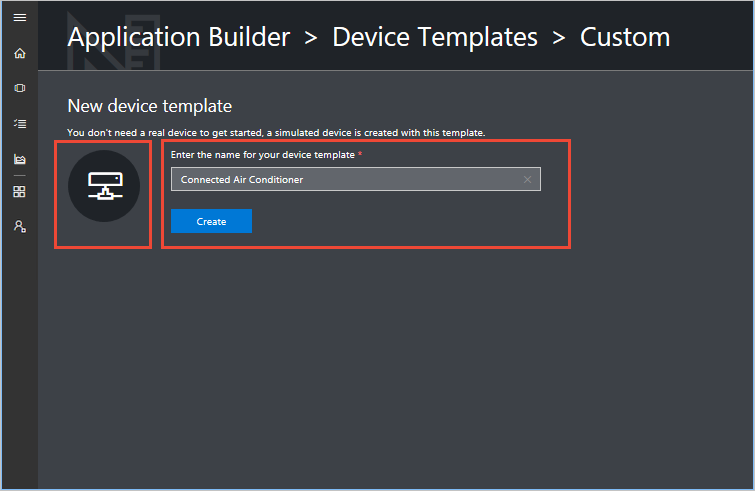 Application Builder > Device Templates > Custom
New device template
You don't need a real device to get started, a simulated device is created with this template.
Enter the name for your device template *
Connected Air Conditioner
Create